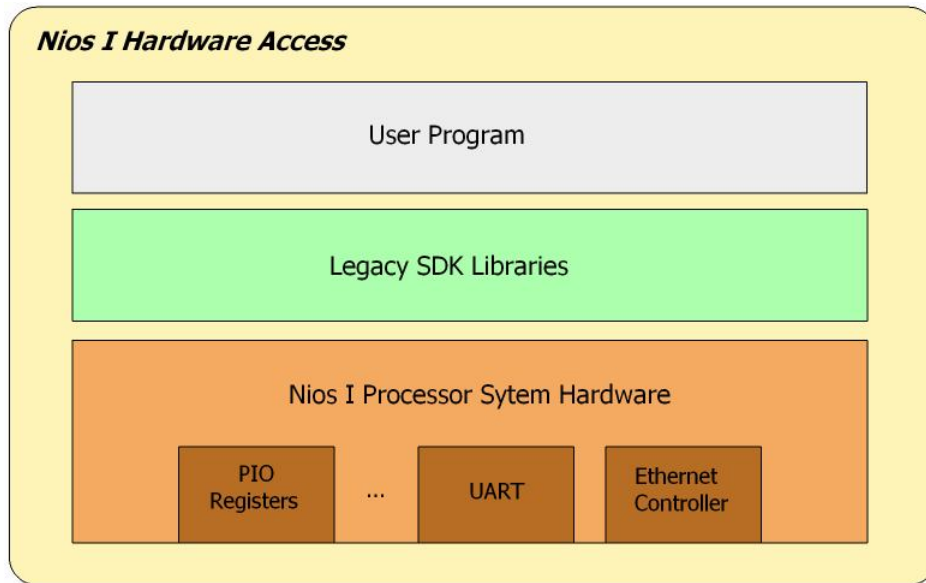 Nios I Hardware Access
User Program
Legacy SDK Libraries
Nios I Processor Sytem Hardware
PIO
Registers
...
UART
Ethernet
Controller